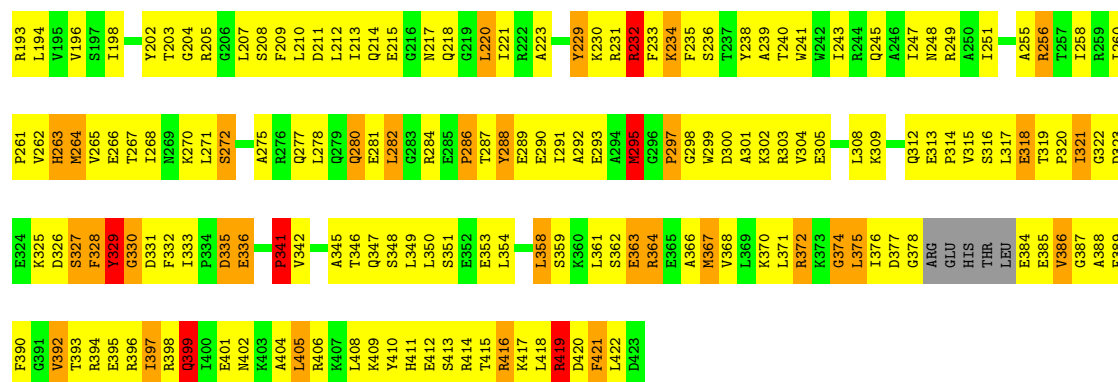 R193 L194 V195 V196 S197 I198 Y202 T203 G204 R205 G206 L207 S208 F209 L210 D211 L212 I213 Q214 E215 G216 N217 Q218 G219 L220 I221 R222 A223 Y229 K230 R231 R232 F233 K234 F235 S236 T237 Y238 A239 T240 W241 W242 I243 R244 Q245 A246 I247 N248 R249 A250 I251 A255 R256 T257 I258 R259 I260
P261 V262 H263 M264 V265 E266 T267 I268 N269 K270 L271 S272 A275 R276 Q277 L278 Q279 Q280 E281 L282 G283 R284 E285 P286 T287 Y288 E289 E290 I291 A292 E293 A294 M295 G296 P297 G298 W299 D300 A301 K302 R303 V304 E305 L308 K309 Q312 E313 P314 V315 S316 L317 E318 T319 P320 I321 G322 D323
E324 K325 D326 S327 F328 Y329 G330 D331 F332 I333 P334 D335 E336 P341 V342 A345 T346 Q347 S348 L349 L350 S351 E352 E353 L354 L358 S359 K360 L361 S362 E363 R364 E365 A366 M367 V368 L369 K370 L371 R372 K373 G374 L375 I376 D377 G378 ARG GLU HIS THR LEU E384 E385 V386 G387 A388 F389
F390 G391 V392 T393 R394 E395 R396 I397 R398 Q399 I400 E401 N402 K403 A404 L405 R406 K407 L408 K409 Y410 H411 E412 S413 R414 T415 R416 K417 L418 R419 D420 F421 L422 D423